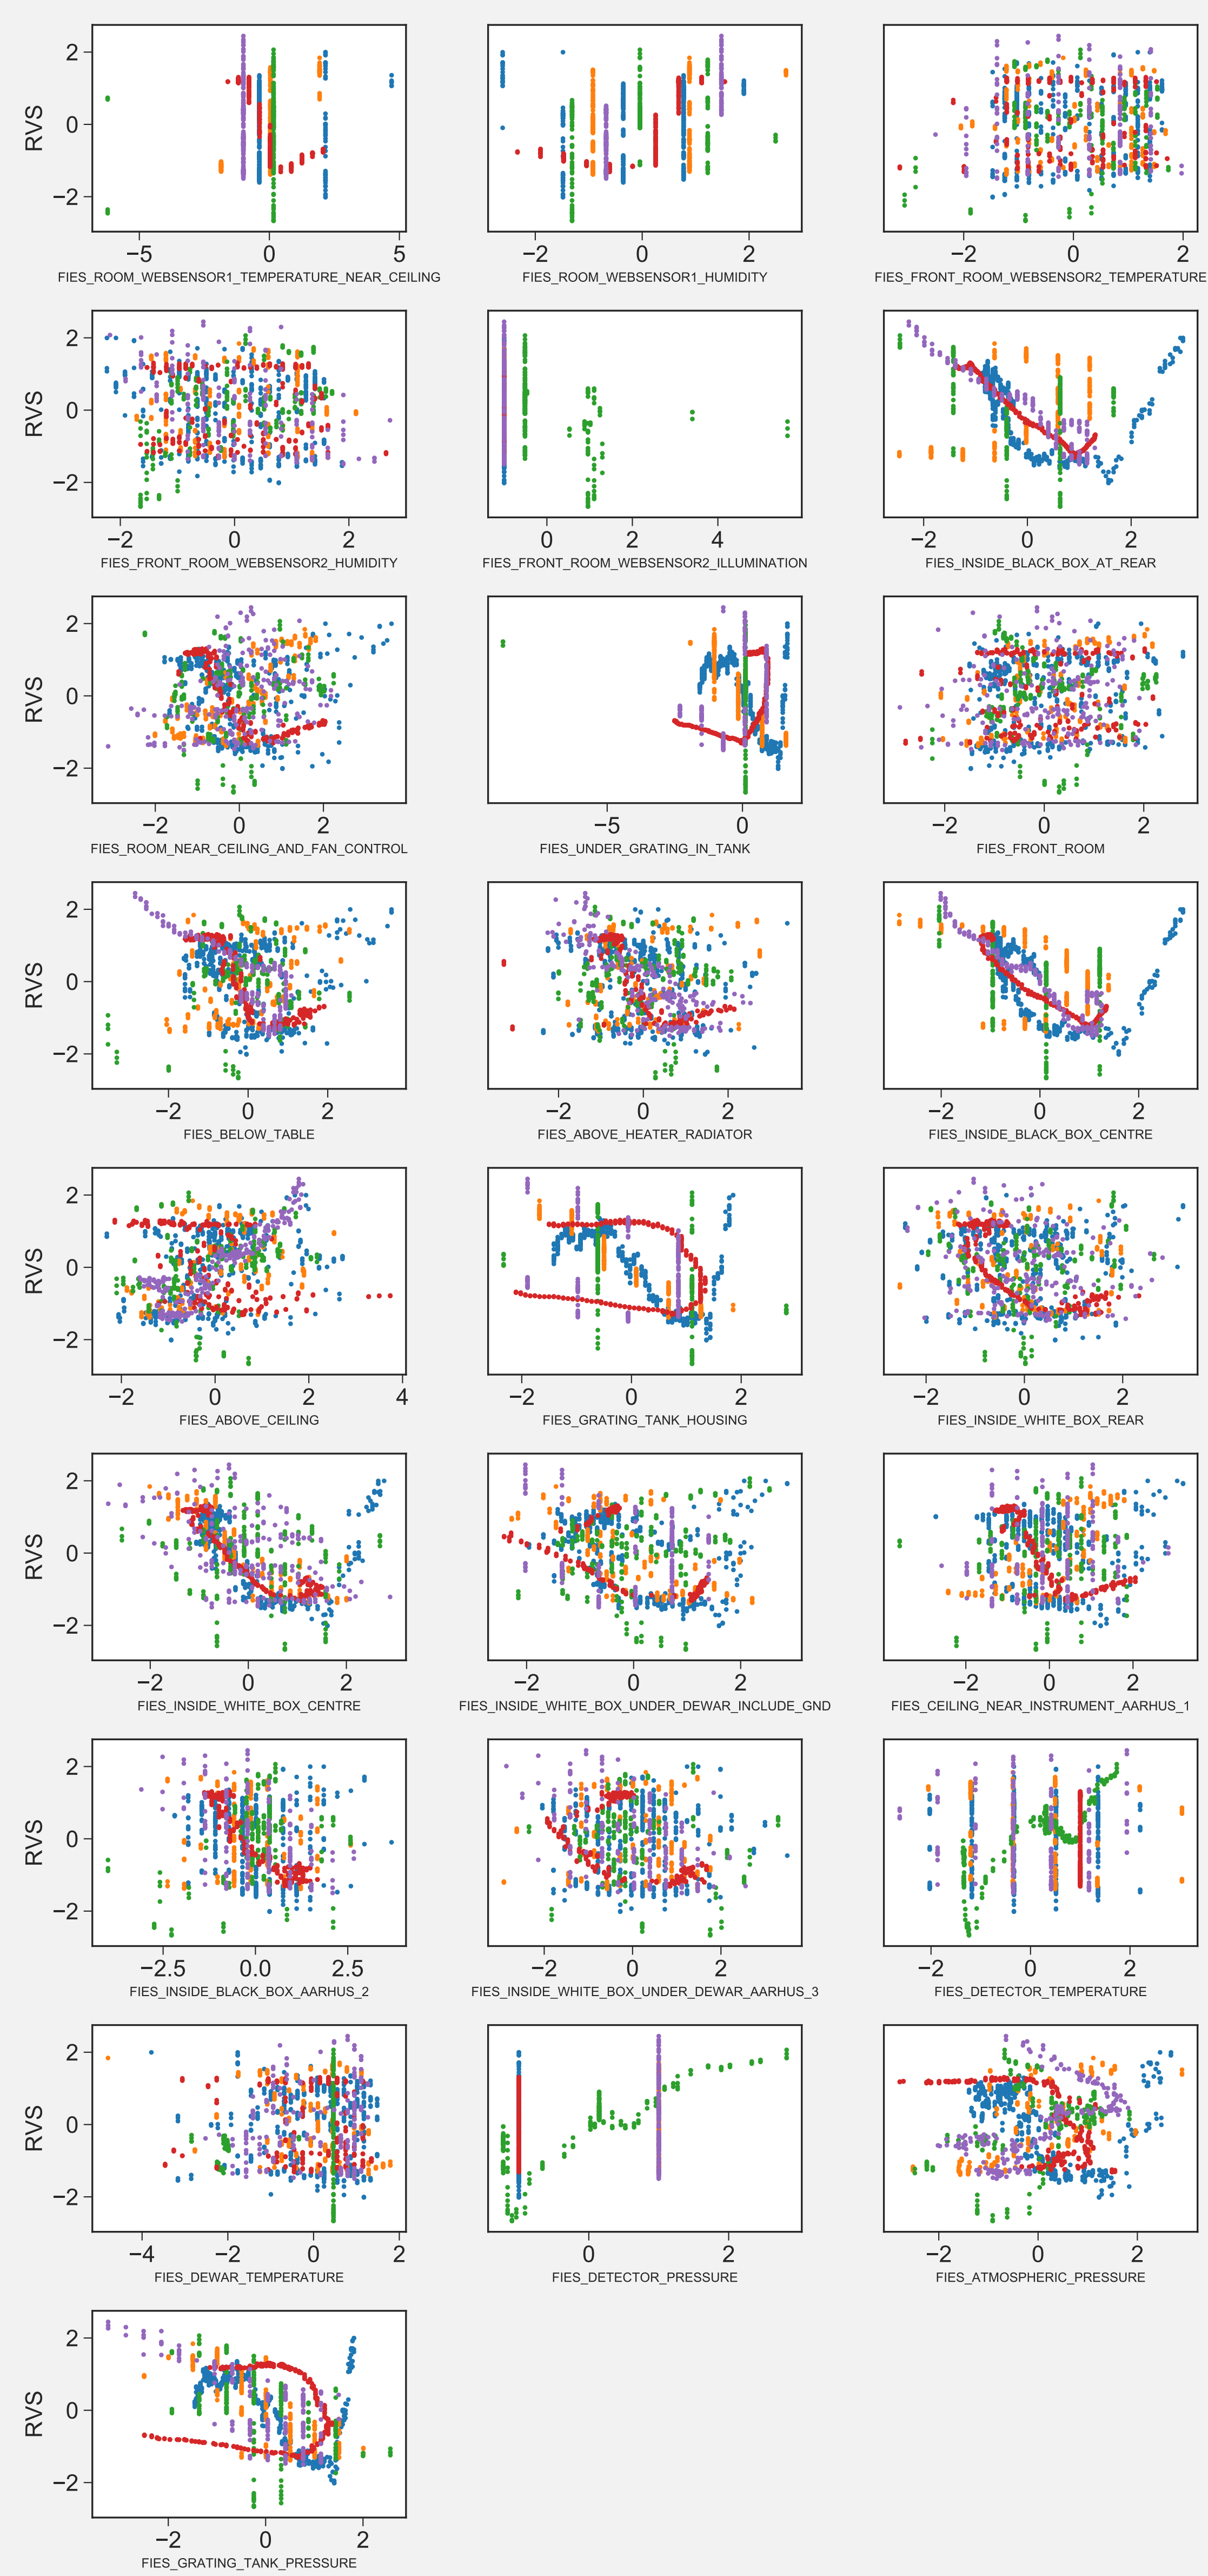 RVS
2
0
−2
−5 0 5
FIES_ROOM_WEBSENSOR1_TEMPERATURE_NEAR_CEILING
−2 0 2
FIES_ROOM_WEBSENSOR1_HUMIDITY
−2 0 2
FIES_FRONT_ROOM_WEBSENSOR2_TEMPERATURE
RVS
2
0
−2
−2 0 2
FIES_FRONT_ROOM_WEBSENSOR2_HUMIDITY
0 2 4
FIES_FRONT_ROOM_WEBSENSOR2_ILLUMINATION
−2 0 2
FIES_INSIDE_BLACK_BOX_AT_REAR
RVS
2
0
−2
−2 0 2
FIES_ROOM_NEAR_CEILING_AND_FAN_CONTROL
−5 0
FIES_UNDER_GRATING_IN_TANK
−2 0 2
FIES_FRONT_ROOM
RVS
2
0
−2
−2 0 2
FIES_BELOW_TABLE
−2 0 2
FIES_ABOVE_HEATER_RADIATOR
−2 0 2
FIES_INSIDE_BLACK_BOX_CENTRE
RVS
2
0
−2
−2 0 2 4
FIES_ABOVE_CEILING
−2 0 2
FIES_GRATING_TANK_HOUSING
−2 0 2
FIES_INSIDE_WHITE_BOX_REAR
RVS
2
0
−2
−2 0 2
FIES_INSIDE_WHITE_BOX_CENTRE
−2 0 2
FIES_INSIDE_WHITE_BOX_UNDER_DEWAR_INCLUDE_GND
−2 0 2
FIES_CEILING_NEAR_INSTRUMENT_AARHUS_1
RVS
2
0
−2
−2.5 0.0 2.5
FIES_INSIDE_BLACK_BOX_AARHUS_2
−2 0 2
FIES_INSIDE_WHITE_BOX_UNDER_DEWAR_AARHUS_3
−2 0 2
FIES_DETECTOR_TEMPERATURE
RVS
2
0
−2
−4 −2 0 2
FIES_DEWAR_TEMPERATURE
0 2
FIES_DETECTOR_PRESSURE
−2 0 2
FIES_ATMOSPHERIC_PRESSURE
RVS
2
0
−2
−2 0 2
FIES_GRATING_TANK_PRESSURE